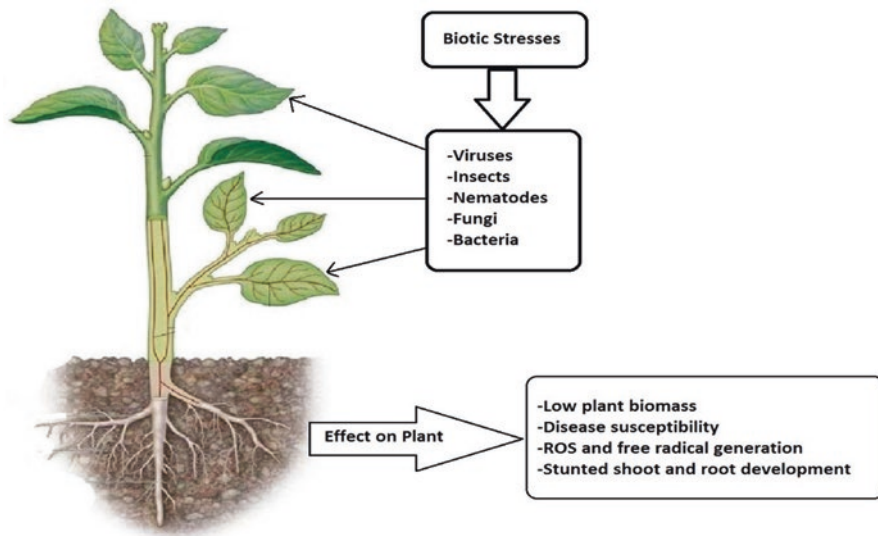 Biotic Stresses
-Viruses
-Insects
-Nematodes
-Fungi
-Bacteria
Effect on Plant
-Low plant biomass
-Disease susceptibility
-ROS and free radical generation
-Stunted shoot and root development